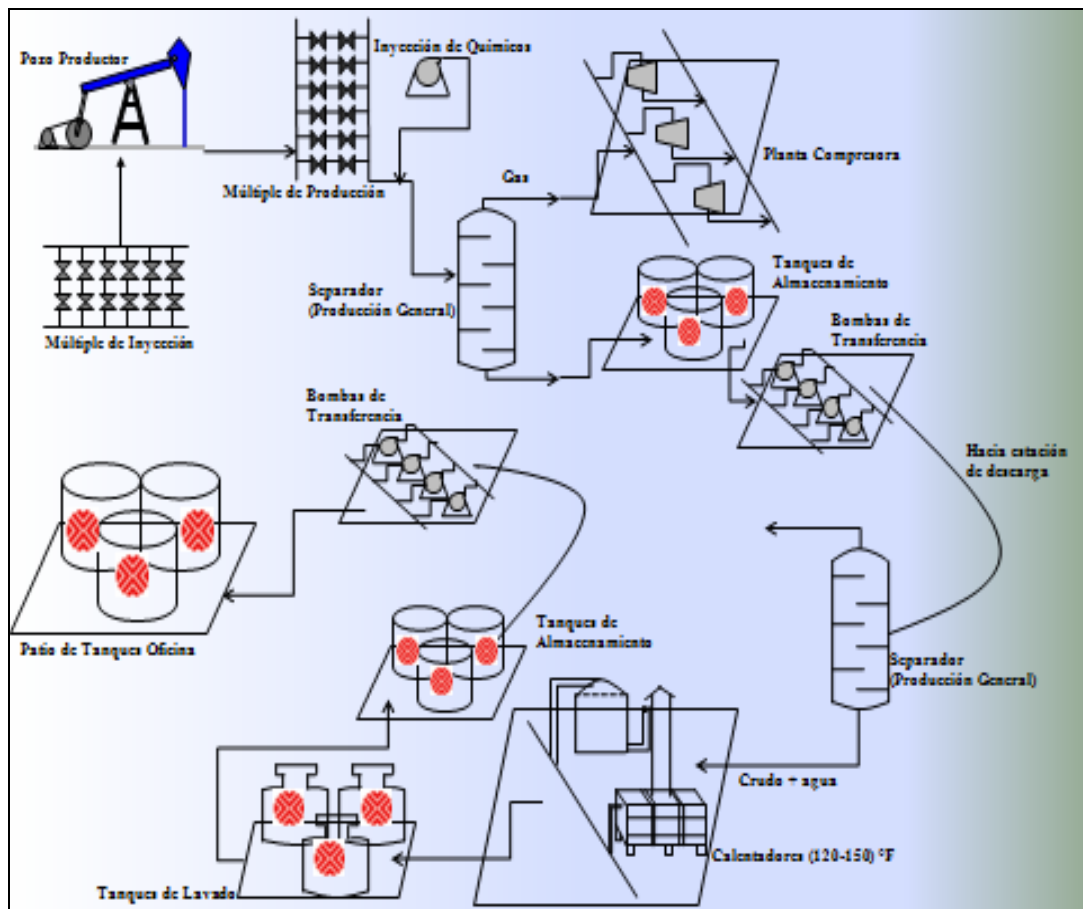 Pozo Productor
Inyección de Químicos
Múltiple de Producción
Gas
Planta Compresora
Múltiple de Inyección
Separador
(Producción General)
Tanques de
Almacenamiento
Bombas de
Transferencia
Bombas de
Transferencia
Hacia estación
de descarga
Patio de Tanques Oficina
Tanques de
Almacenamiento
Separador
(Producción General)
Crudo + agua
Calentadores (120-150) °F
Tanques de Lavado